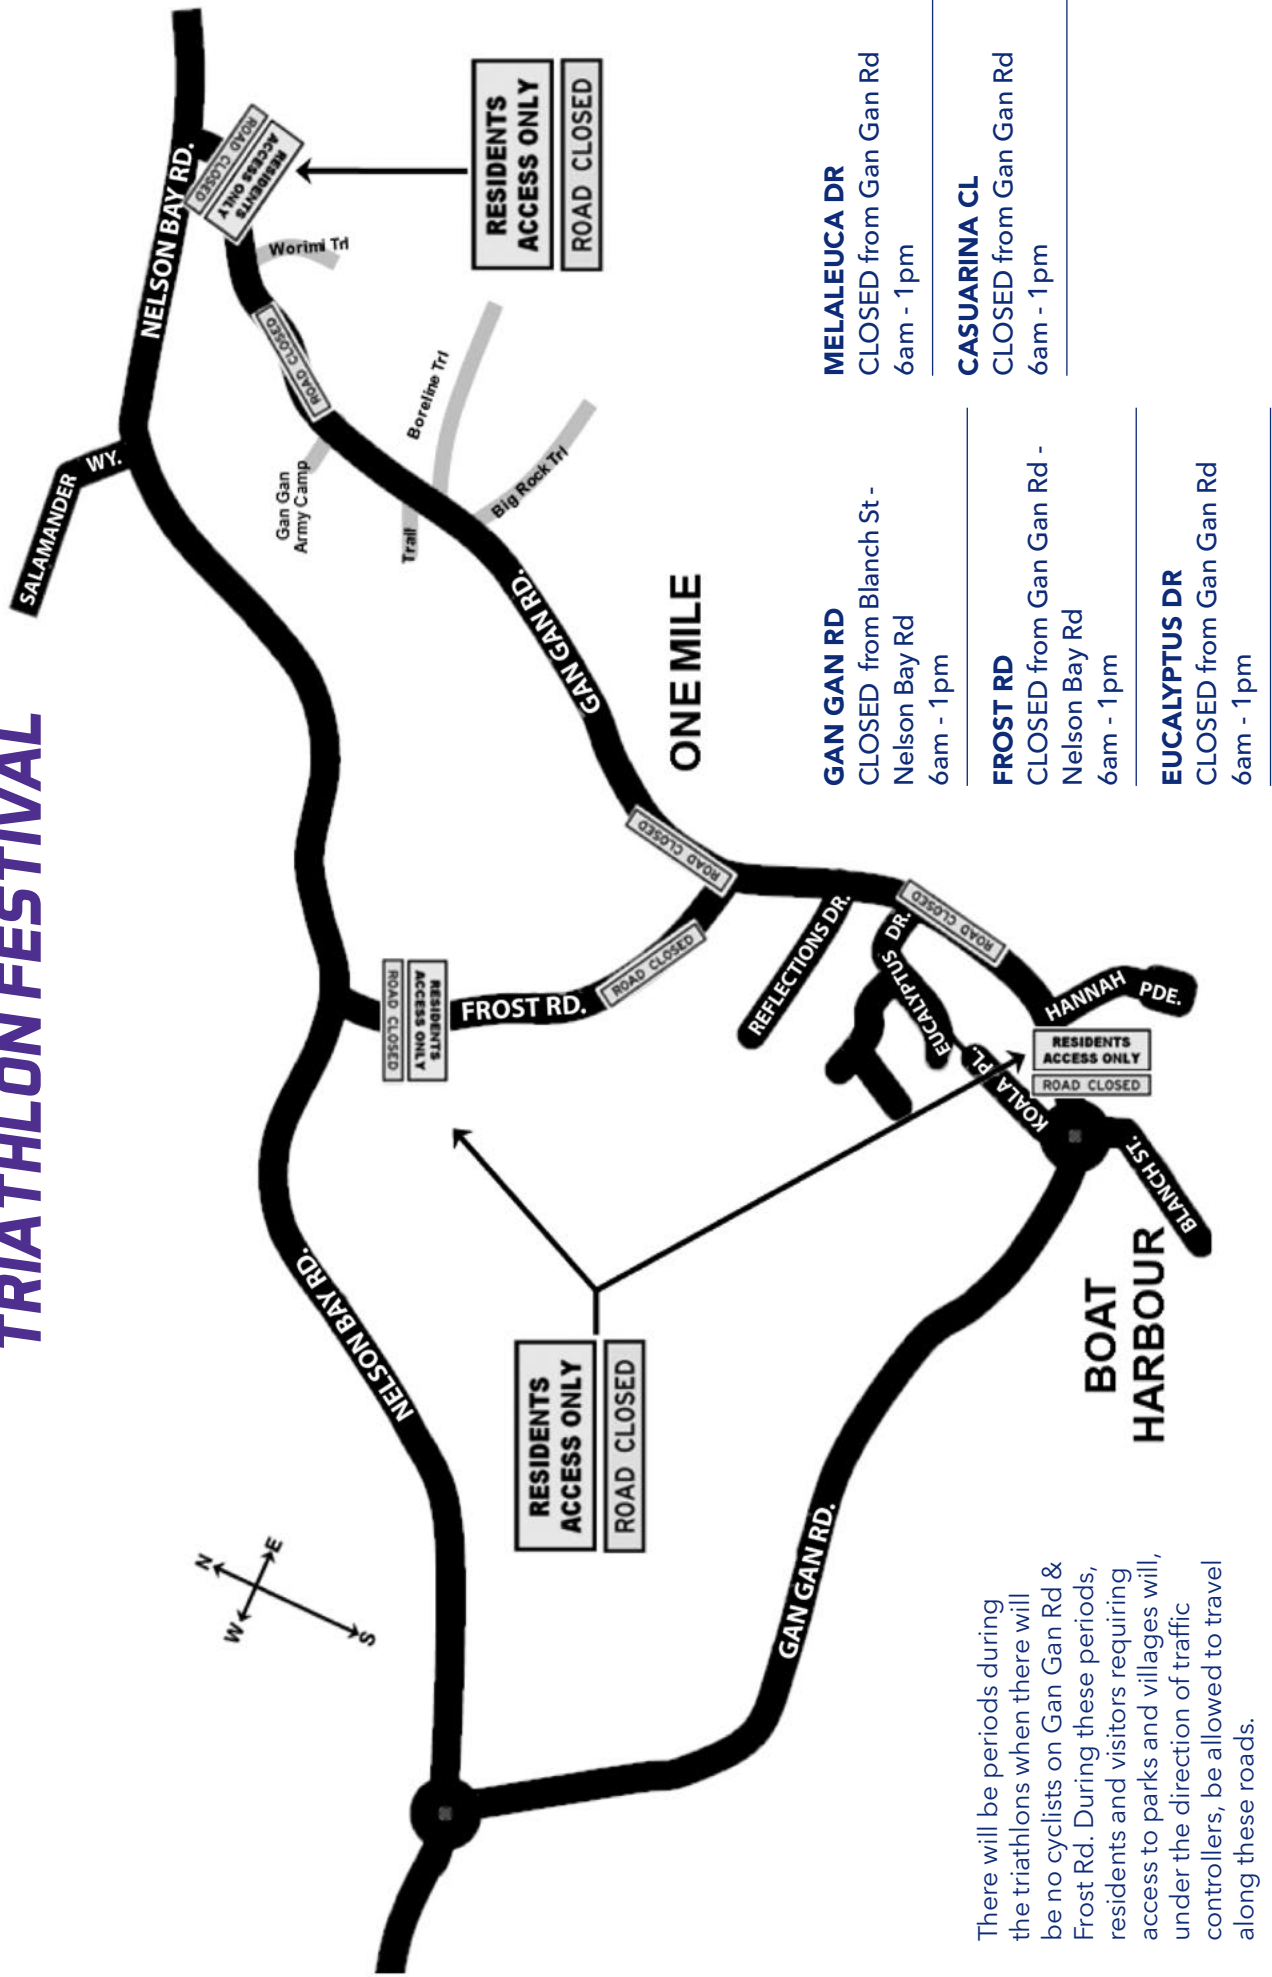 TRIATHLON FESTIVAL
SALAMANDER
WY.
NELSON BAY RD.
ROAD CLOSED
RESIDENTS
ACCESS ONLY
Worimi Trl
RESIDENTS
ACCESS ONLY
ROAD CLOSED
ROAD CLOSED
Gan Gan
Army Camp
Trail
Boreline Trl
Big Rock Trl
GAN GAN RD.
ONE MILE
ROAD CLOSED
ROAD CLOSED
RESIDENTS
ACCESS ONLY
FROST RD.
ROAD CLOSED
REFLECTIONS DR.
EUCALYPTUS DR.
ROAD CLOSED
HANNAH
PDE.
RESIDENTS
ACCESS ONLY
ROAD CLOSED
KOALA PL.
BLANCH ST.
BOAT
HARBOUR
NELSON BAY RD.
RESIDENTS
ACCESS ONLY
ROAD CLOSED
GAN GAN RD.
N
E
W
S
There will be periods during
the triathlons when there will
be no cyclists on Gan Gan Rd &
Frost Rd. During these periods,
residents and visitors requiring
access to parks and villages will,
under the direction of traffic
controllers, be allowed to travel
along these roads.
GAN GAN RD
CLOSED from Blanch St -
Nelson Bay Rd
6am - 1pm
FROST RD
CLOSED from Gan Gan Rd -
Nelson Bay Rd
6am - 1pm
EUCALYPTUS DR
CLOSED from Gan Gan Rd
6am - 1pm
MELALEUCA DR
CLOSED from Gan Gan Rd
6am - 1pm
CASUARINA CL
CLOSED from Gan Gan Rd
6am - 1pm